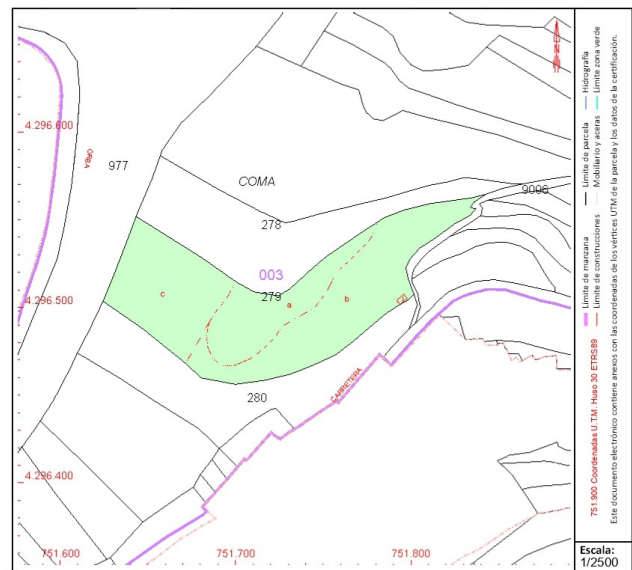 4.296.600
977
ORBA
COMA
9006
278
003
279
c
a
b
CZI
280
CARRETERA
4.296.500
4.296.400
751.600
751.700
751.800
751.900 Coordenadas U.T.M. Huso 30 ETRS89
Límite de manzana
Límite de construcciones
Límite de parcela
Mobiliario y aceras
Hidrografía
Límite zona verde
Este documento electrónico contiene anexos con las coordenadas de los vértices UTM de la parcela y los datos de la certificación.
Escala:
1/2500